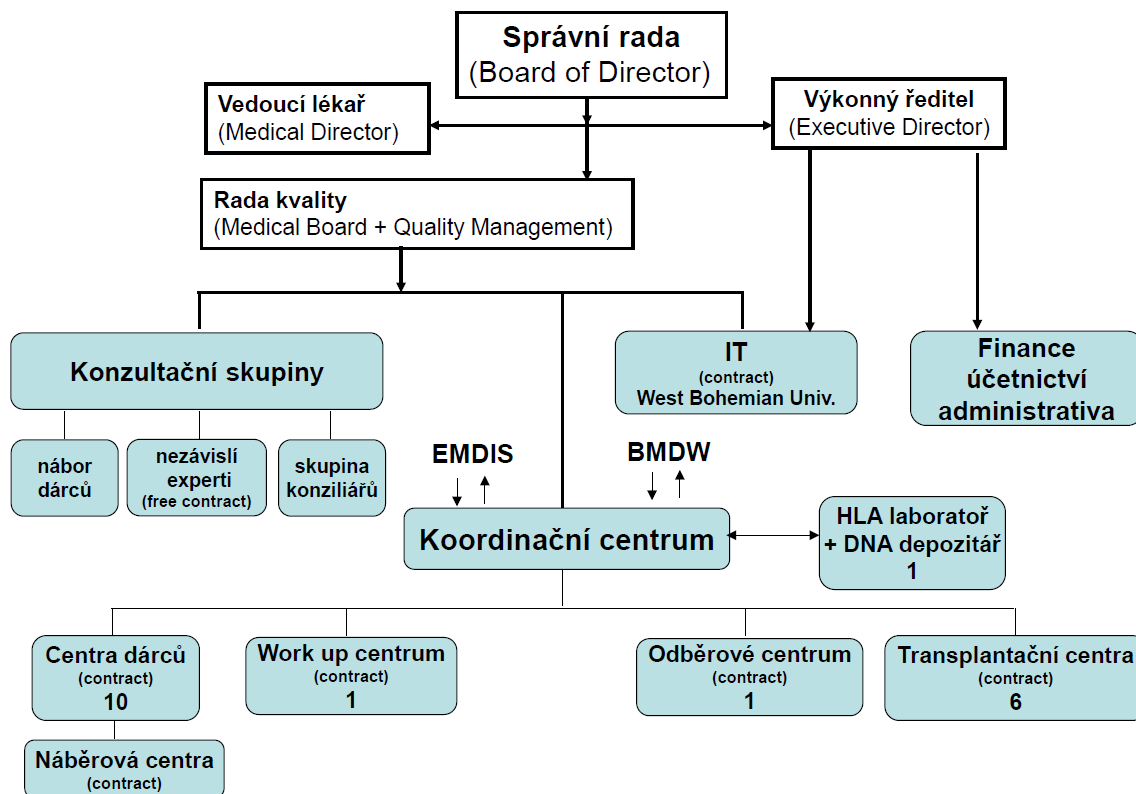 Správní rada
(Board of Director)
Vedoucí lékař
(Medical Director)
Výkonný ředitel
(Executive Director)
Rada kvality
(Medical Board + Quality Management)
Konzultační skupiny
IT
(contract)
West Bohemian Univ.
Finance
účetnictví
administrativa
nábor
dárců
nezávislí
experti
(free contract)
skupina
konziliářů
EMDIS
BMDW
Koordinační centrum
HLA laboratoř
+ DNA depozitář
1
Centra dárců
(contract)
10
Work up centrum
(contract)
1
Odběrové centrum
(contract)
1
Transplantační centra
(contract)
6
Náběrová centra
(contract)